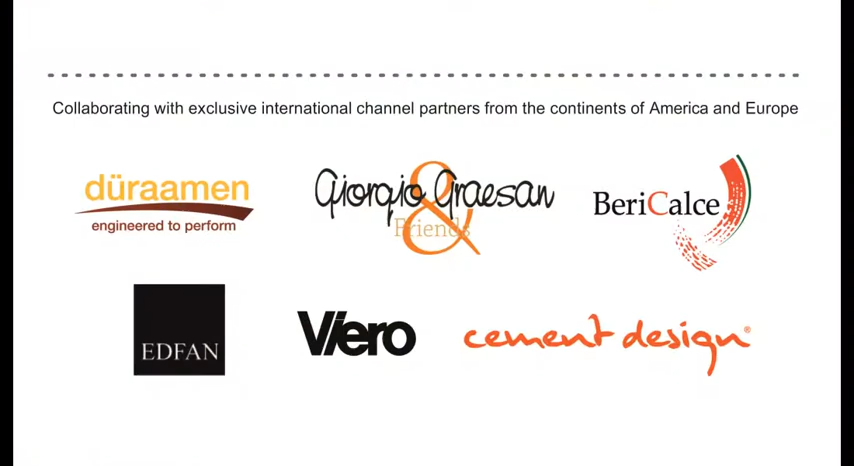 Collaborating with exclusive international channel partners from the continents of America and Europe
düraamen
engineered to perform
Giorgio Graesan
&
Friends
BeriCalce
EDFAN
Viero
cement design®